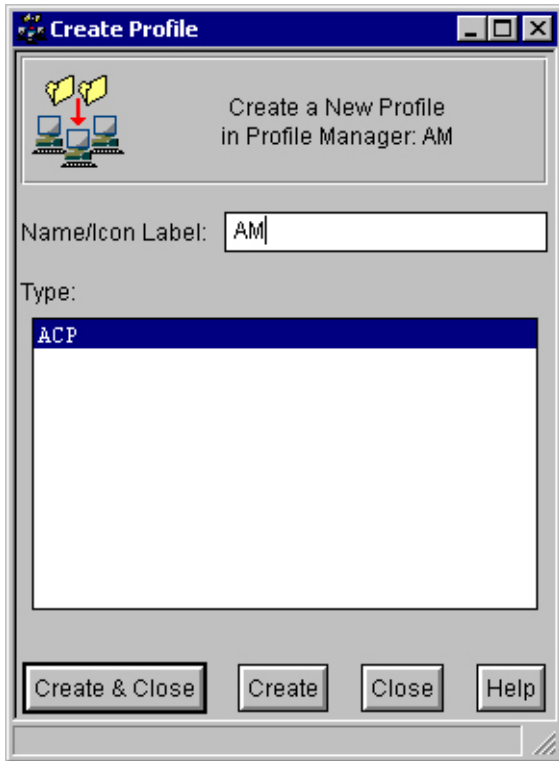 Create Profile
Create a New Profile
in Profile Manager: AM
Name/Icon Label: AM
Type:
ACP
Create & Close Create Close Help